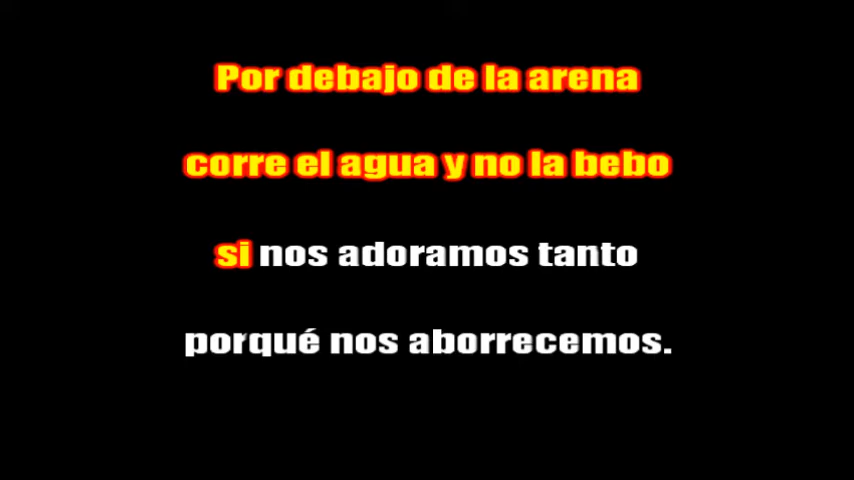 Por debajo de la arena
corre el agua y no la bebo
si nos adoramos tanto
porqué nos aborrecemos.